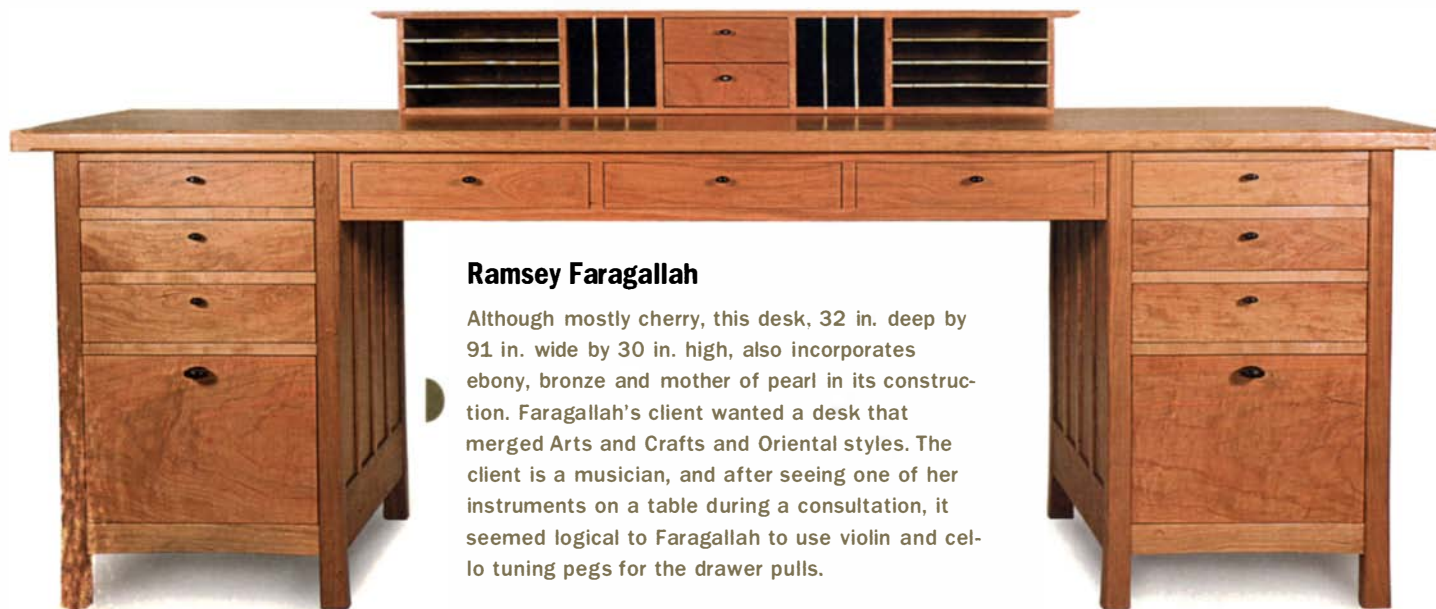 Ramsey Faragallah
Although mostly cherry, this desk, 32 in. deep by
91 in. wide by 30 in. high, also incorporates
ebony, bronze and mother of pearl in its construc-
tion. Faragallah's client wanted a desk that
merged Arts and Crafts and Oriental styles. The
client is a musician, and after seeing one of her
instruments on a table during a consultation, it
seemed logical to Faragallah to use violin and cel-
lo tuning pegs for the drawer pulls.